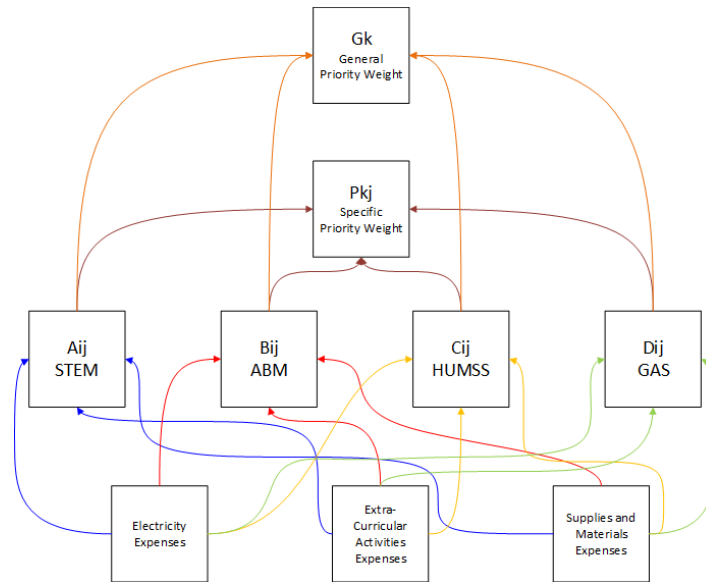 Gk
General
Priority Weight
Pkj
Specific
Priority Weight
Aij
STEM
Bij
ABM
Cij
HUMSS
Dij
GAS
Electricity
Expenses
Extra-
Curricular
Activities
Expenses
Supplies and
Materials
Expenses